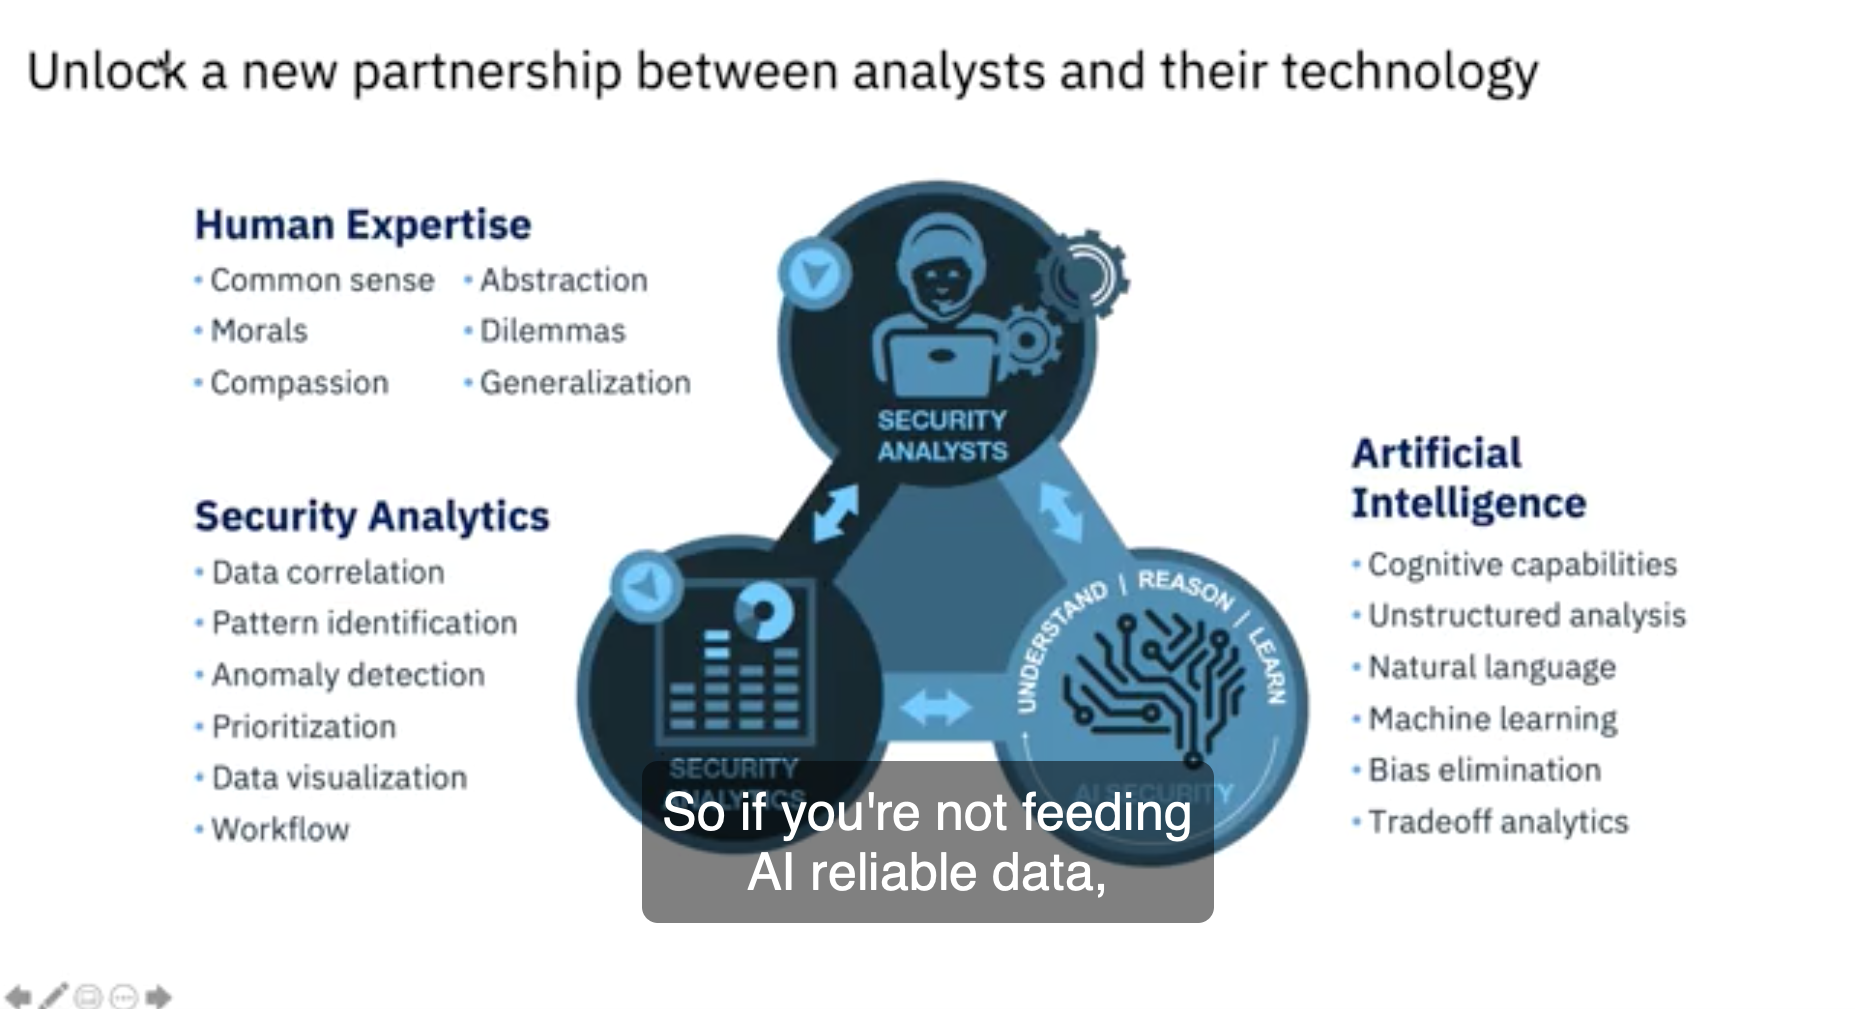 Unlock a new partnership between analysts and their technology
Human Expertise
• Common sense
• Morals
• Compassion
• Abstraction
• Dilemmas
• Generalization
SECURITY
ANALYSTS
Security Analytics
• Data correlation
• Pattern identification
• Anomaly detection
• Prioritization
• Data visualization
• Workflow
SECURITY
ANALYTICS
UNDERSTAND | REASON | LEARN
AI SECURITY
Artificial
Intelligence
• Cognitive capabilities
• Unstructured analysis
• Natural language
• Machine learning
• Bias elimination
• Tradeoff analytics
So if you're not feeding
AI reliable data,